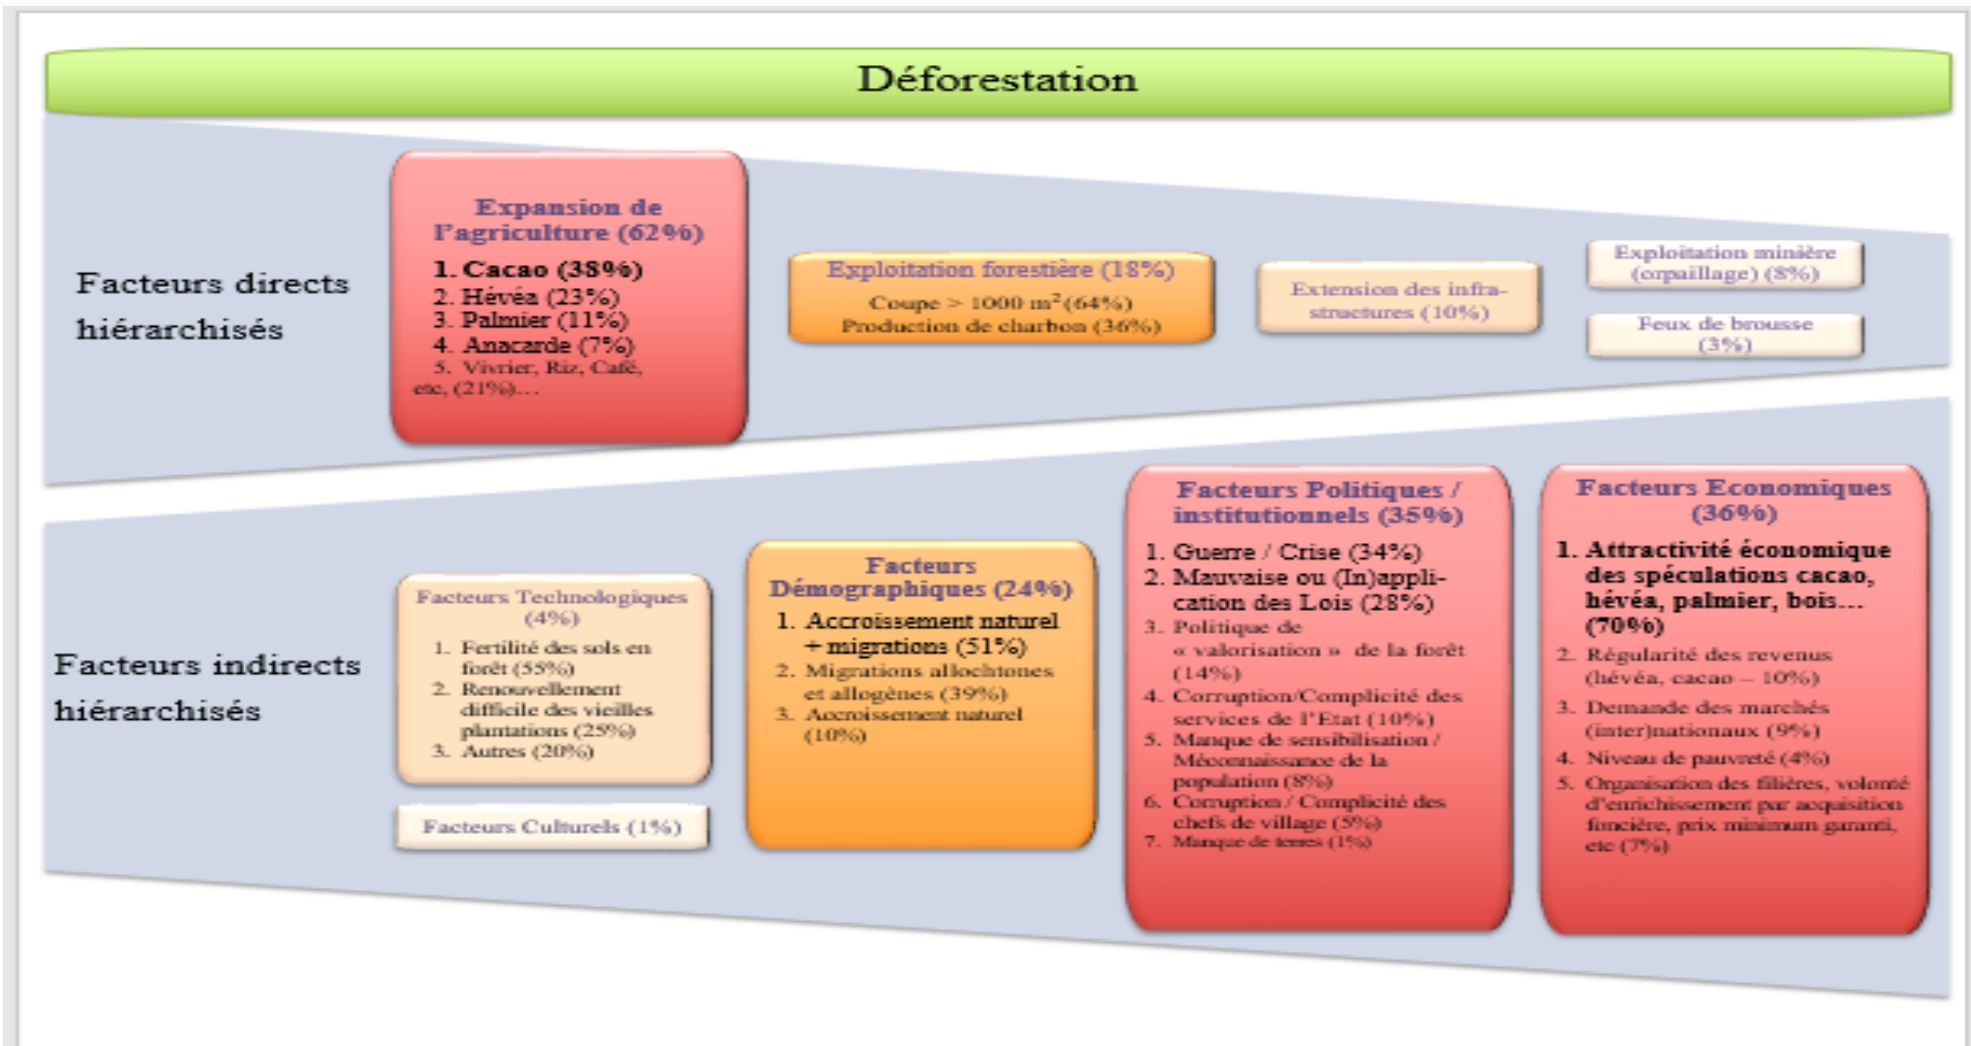 Déforestation
Facteurs directs
hiérarchisés
Expansion de
l'agriculture (62%)
1. Cacao (38%)
2. Hévéa (23%)
3. Palmier (11%)
4. Anacarde (7%)
5. Vivrier, Riz, Café,
etc, (21%)...
Exploitation forestière (18%)
Coupe > 1000 m² (64%)
Production de charbon (36%)
Extension des infra-
structures (10%)
Exploitation minière
(orpaillage) (8%)
Feux de brousse
(3%)
Facteurs indirects
hiérarchisés
Facteurs Technologiques
(4%)
1. Fertilité des sols en
forêt (55%)
2. Renouvellement
difficile des vieilles
plantations (25%)
3. Autres (20%)
Facteurs Culturels (1%)
Facteurs
Démographiques (24%)
1. Accroissement naturel
+ migrations (51%)
2. Migrations allochtones
et allogènes (39%)
3. Accroissement naturel
(10%)
Facteurs Politiques /
institutionnels (35%)
1. Guerre / Crise (34%)
2. Mauvaise ou (In)appli-
cation des Lois (28%)
3. Politique de
« valorisation » de la forêt
(14%)
4. Corruption/Complicité des
services de l'Etat (10%)
5. Manque de sensibilisation /
Méconnaissance de la
population (8%)
6. Corruption / Complicité des
chefs de village (5%)
7. Manque de terres (1%)
Facteurs Economiques
(36%)
1. Attractivité économique
des spéculations cacao,
hévéa, palmier, bois...
(70%)
2. Régularité des revenus
(hévéa, cacao – 10%)
3. Demande des marchés
(inter)nationaux (9%)
4. Niveau de pauvreté (4%)
5. Organisation des filières, volonté
d'enrichissement par acquisition
foncière, prix minimum garanti,
etc (7%)